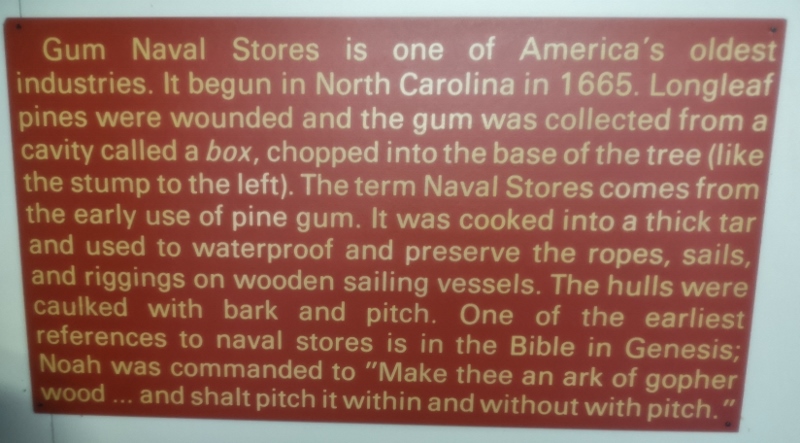 Gum Naval Stores is one of America's oldest
industries. It begun in North Carolina in 1665. Longleaf
pines were wounded and the gum was collected from a
cavity called a box, chopped into the base of the tree (like
the stump to the left). The term Naval Stores comes from
the early use of pine gum. It was cooked into a thick tar
and used to waterproof and preserve the ropes, sails,
and riggings on wooden sailing vessels. The hulls were
caulked with bark and pitch. One of the earliest
references to naval stores is in the Bible in Genesis;
Noah was commanded to "Make thee an ark of gopher
wood ... and shalt pitch it within and without with pitch."